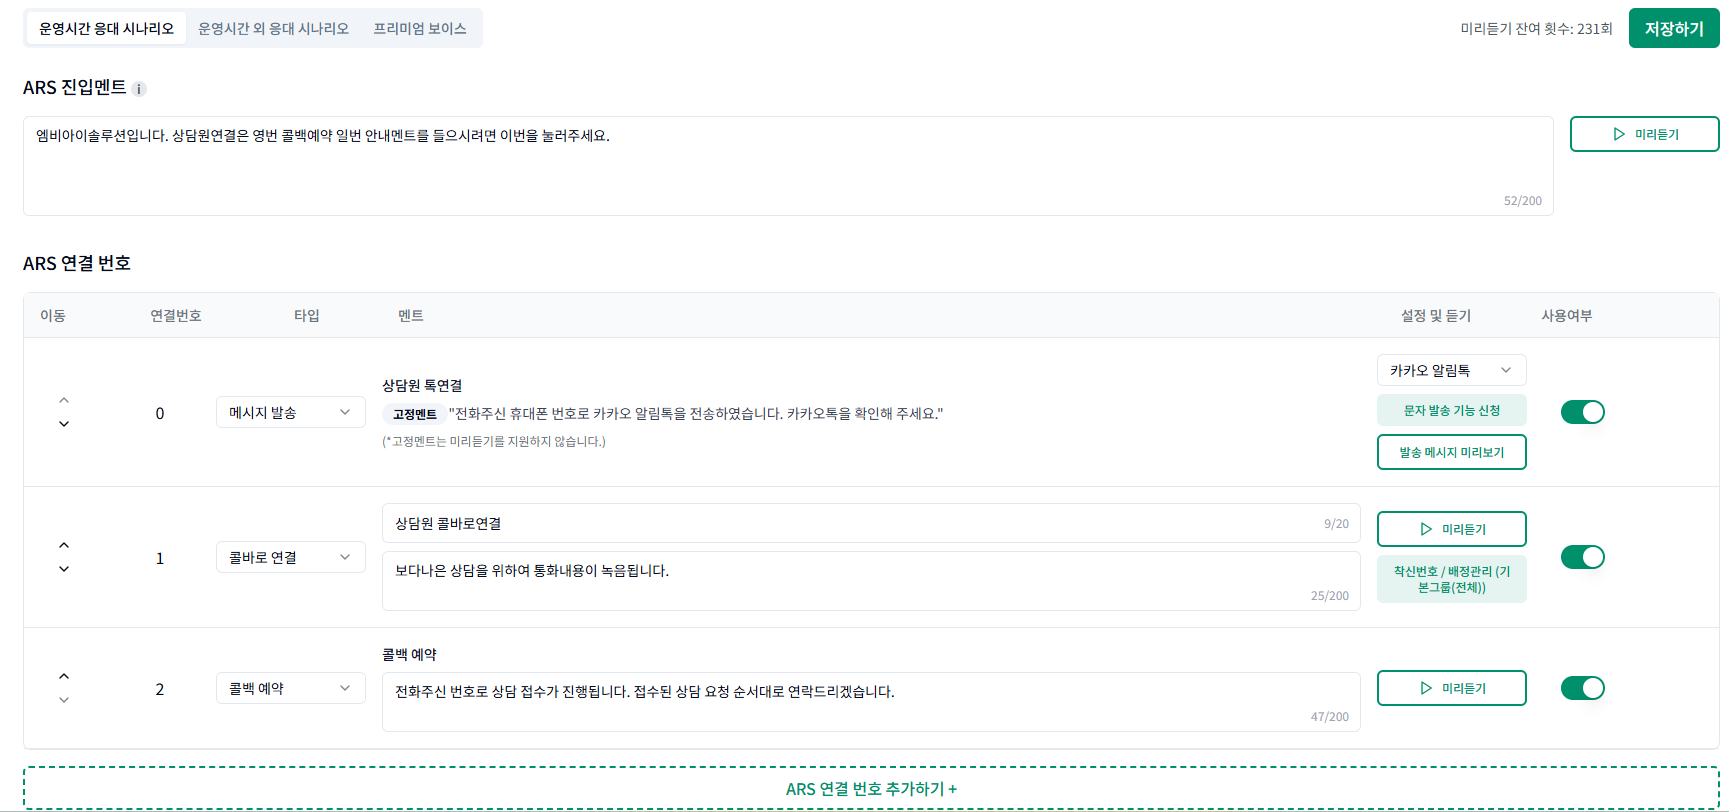 운영시간 응대 시나리오 운영시간 외 응대 시나리오 프리미엄 보이스 미리듣기 잔여 횟수: 231회 저장하기
ARS 진입멘트 i
엠비아이솔루션입니다. 상담원연결은 영번 콜백예약 일번 안내멘트를 들으시려면 이번을 눌러주세요.
미리듣기
52/200
ARS 연결 번호
이동 연결번호 타입 멘트 설정 및 듣기 사용여부
0 메시지 발송
상담원 톡연결
고정멘트 "전화주신 휴대폰 번호로 카카오 알림톡을 전송하였습니다. 카카오톡을 확인해 주세요."
(*고정멘트는 미리듣기를 지원하지 않습니다.)
카카오 알림톡
문자 발송 기능 신청
발송 메시지 미리보기
1 콜바로 연결
상담원 콜바로연결 9/20
보다나은 상담을 위하여 통화내용이 녹음됩니다.
25/200
미리듣기
착신번호 / 배정관리 (기
본그룹(전체))
2 콜백 예약
콜백 예약
전화주신 번호로 상담 접수가 진행됩니다. 접수된 상담 요청 순서대로 연락드리겠습니다.
47/200
미리듣기
ARS 연결 번호 추가하기 +